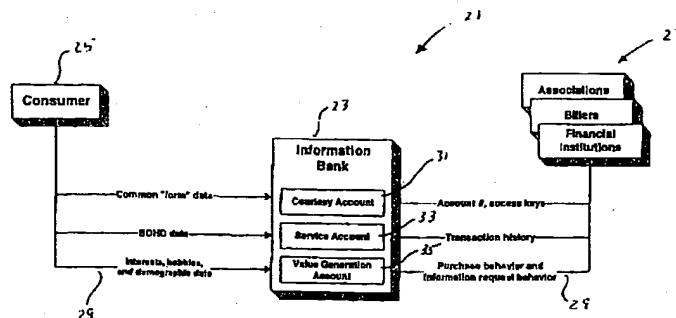 21
25
2
Consumer
Associations
Billers
Financial
Institutions
23
Information
Bank
31
Common "form" data
Courtesy Account
Account #, access keys
33
SOHO data
Service Account
Transaction history
35
Interests, hobbies,
and demographic data
Value Generation
Account
Purchase behavior and
information request behavior
29
29